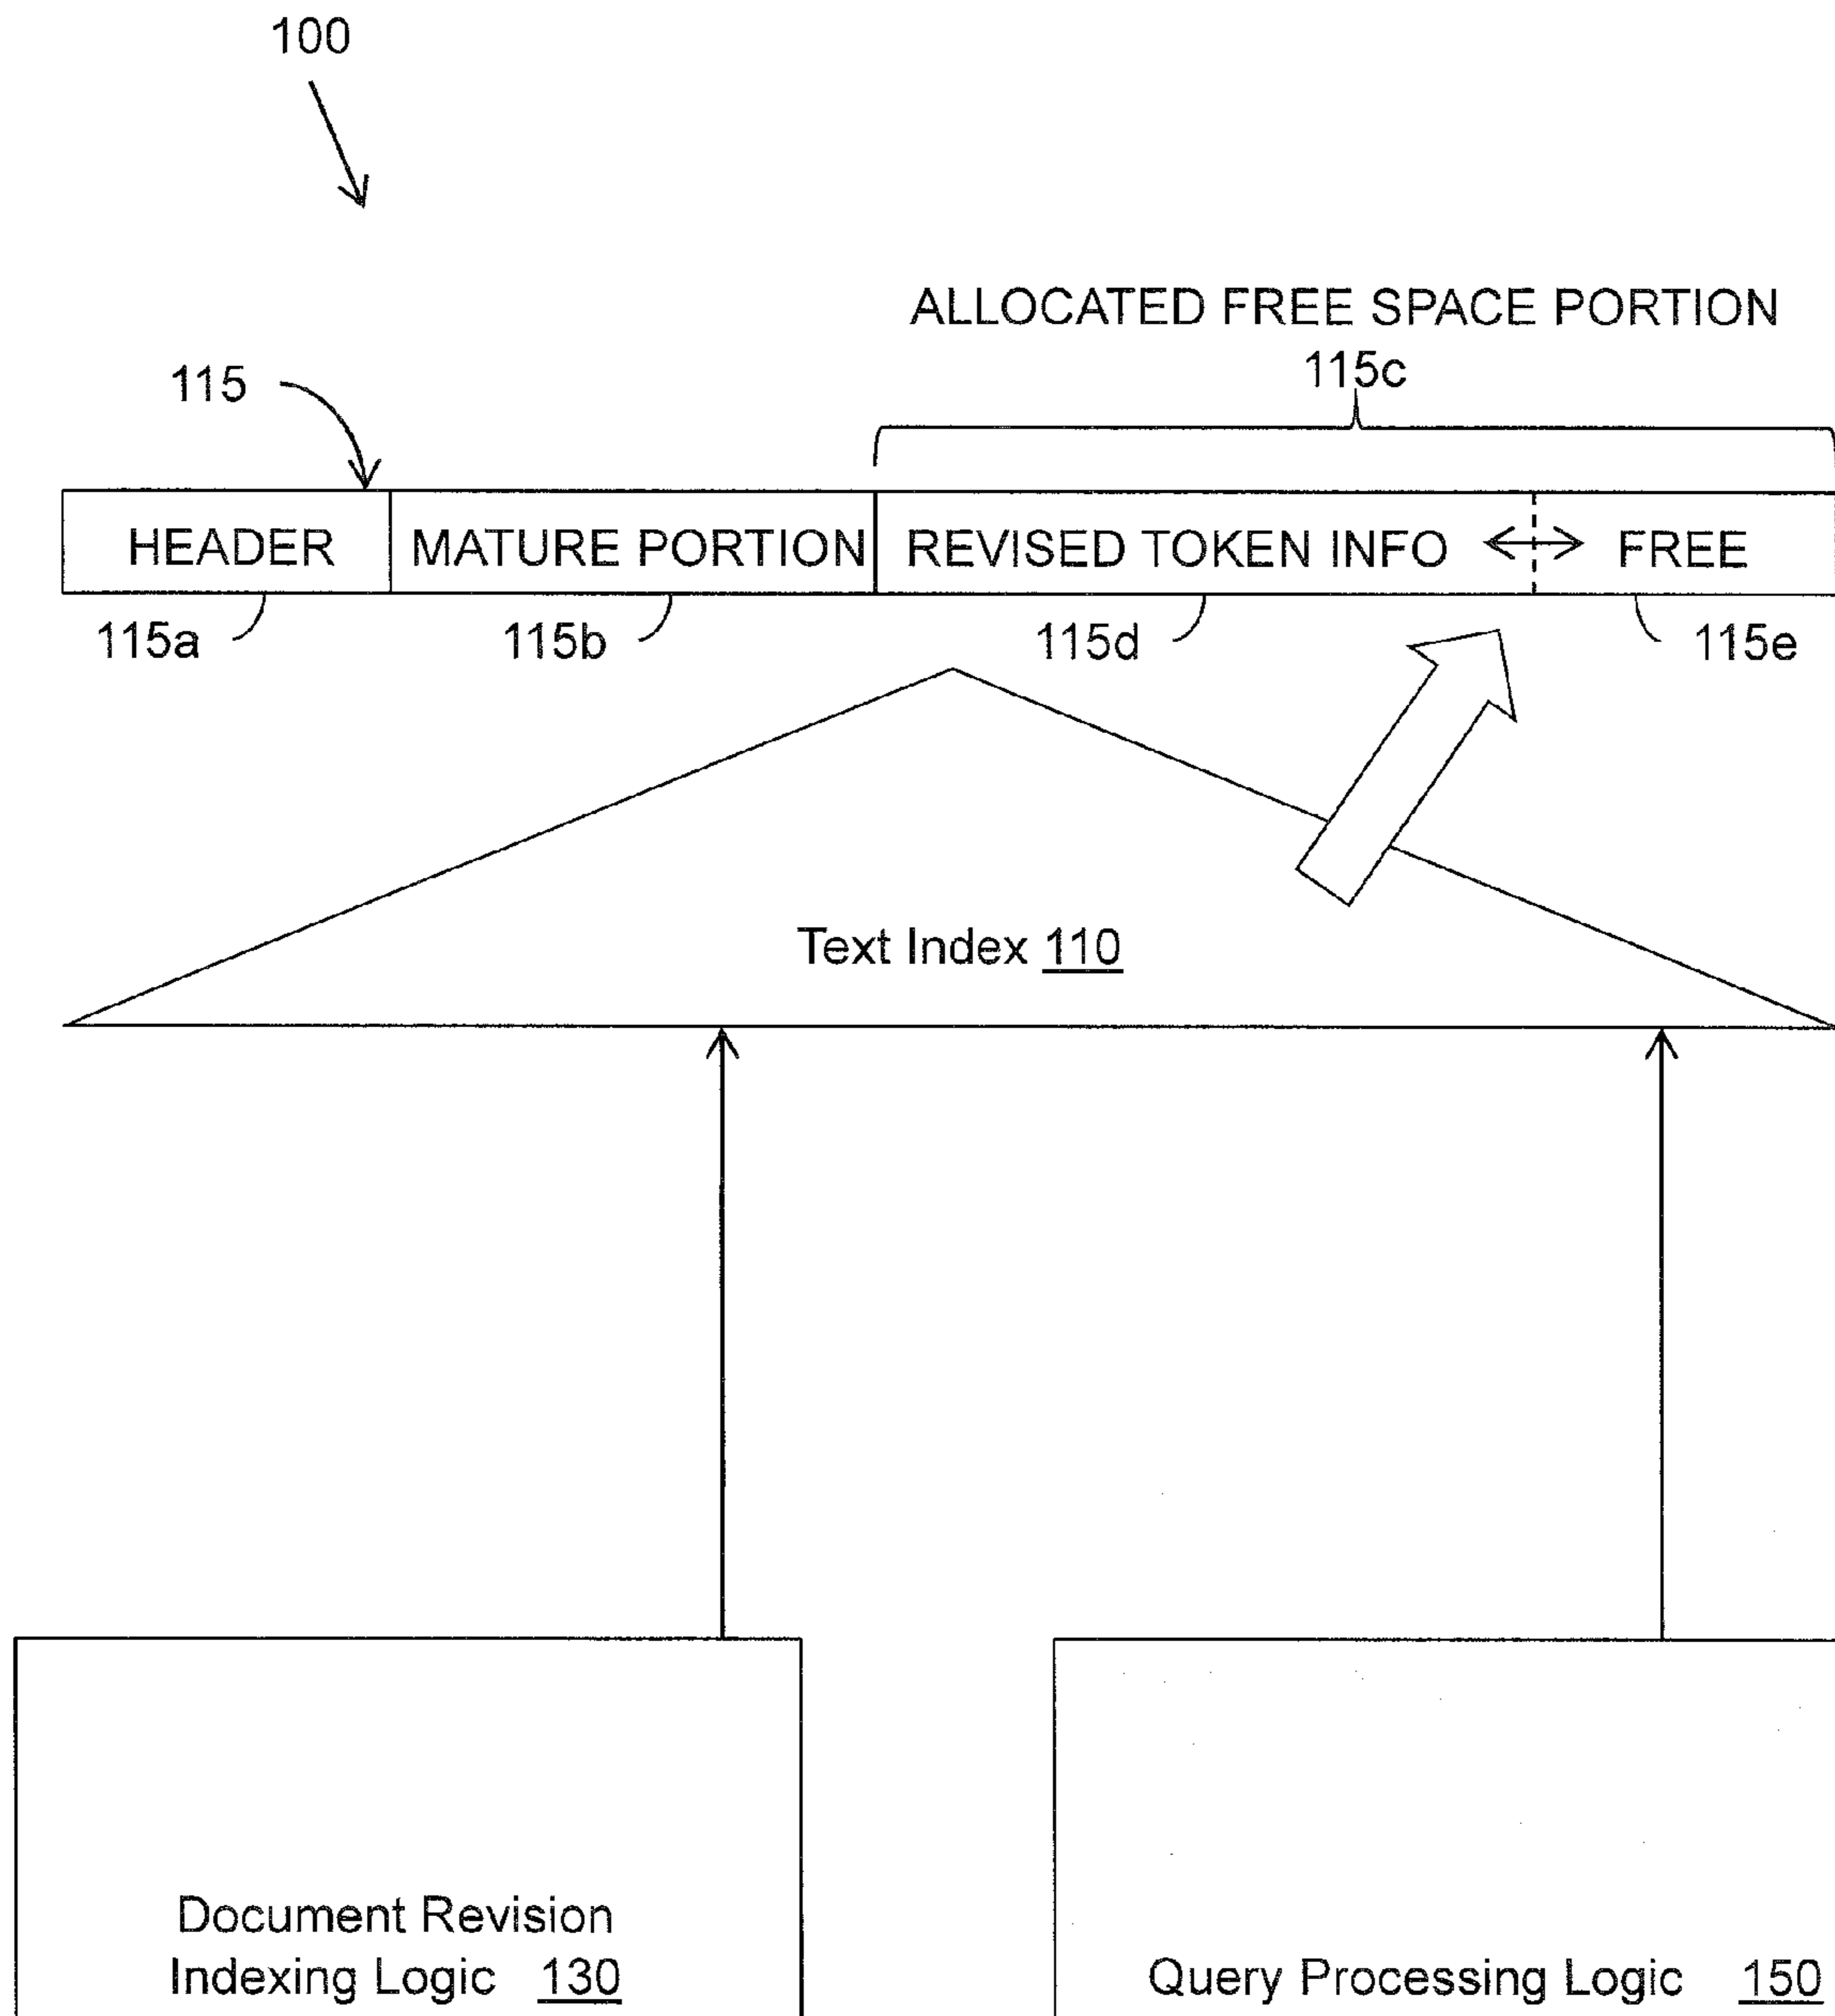 100
ALLOCATED FREE SPACE PORTION
115c
115
HEADER
MATURE PORTION
REVISED TOKEN INFO
FREE
115a
115b
115d
115e
Text Index 110
Document Revision
Indexing Logic 130
Query Processing Logic 150